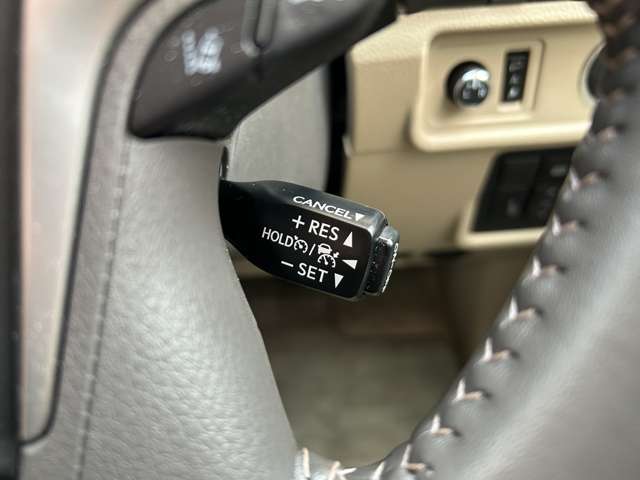 CANCEL▼
+ RES ▲
HOLD /
− SET ▼